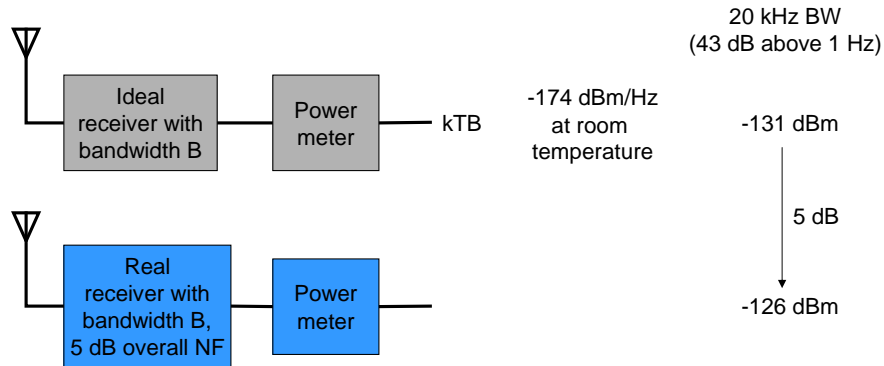 20 kHz BW
(43 dB above 1 Hz)
Ideal
receiver with
bandwidth B
Power
meter
kTB
-174 dBm/Hz
at room
temperature
-131 dBm
5 dB
Real
receiver with
bandwidth B,
5 dB overall NF
Power
meter
-126 dBm